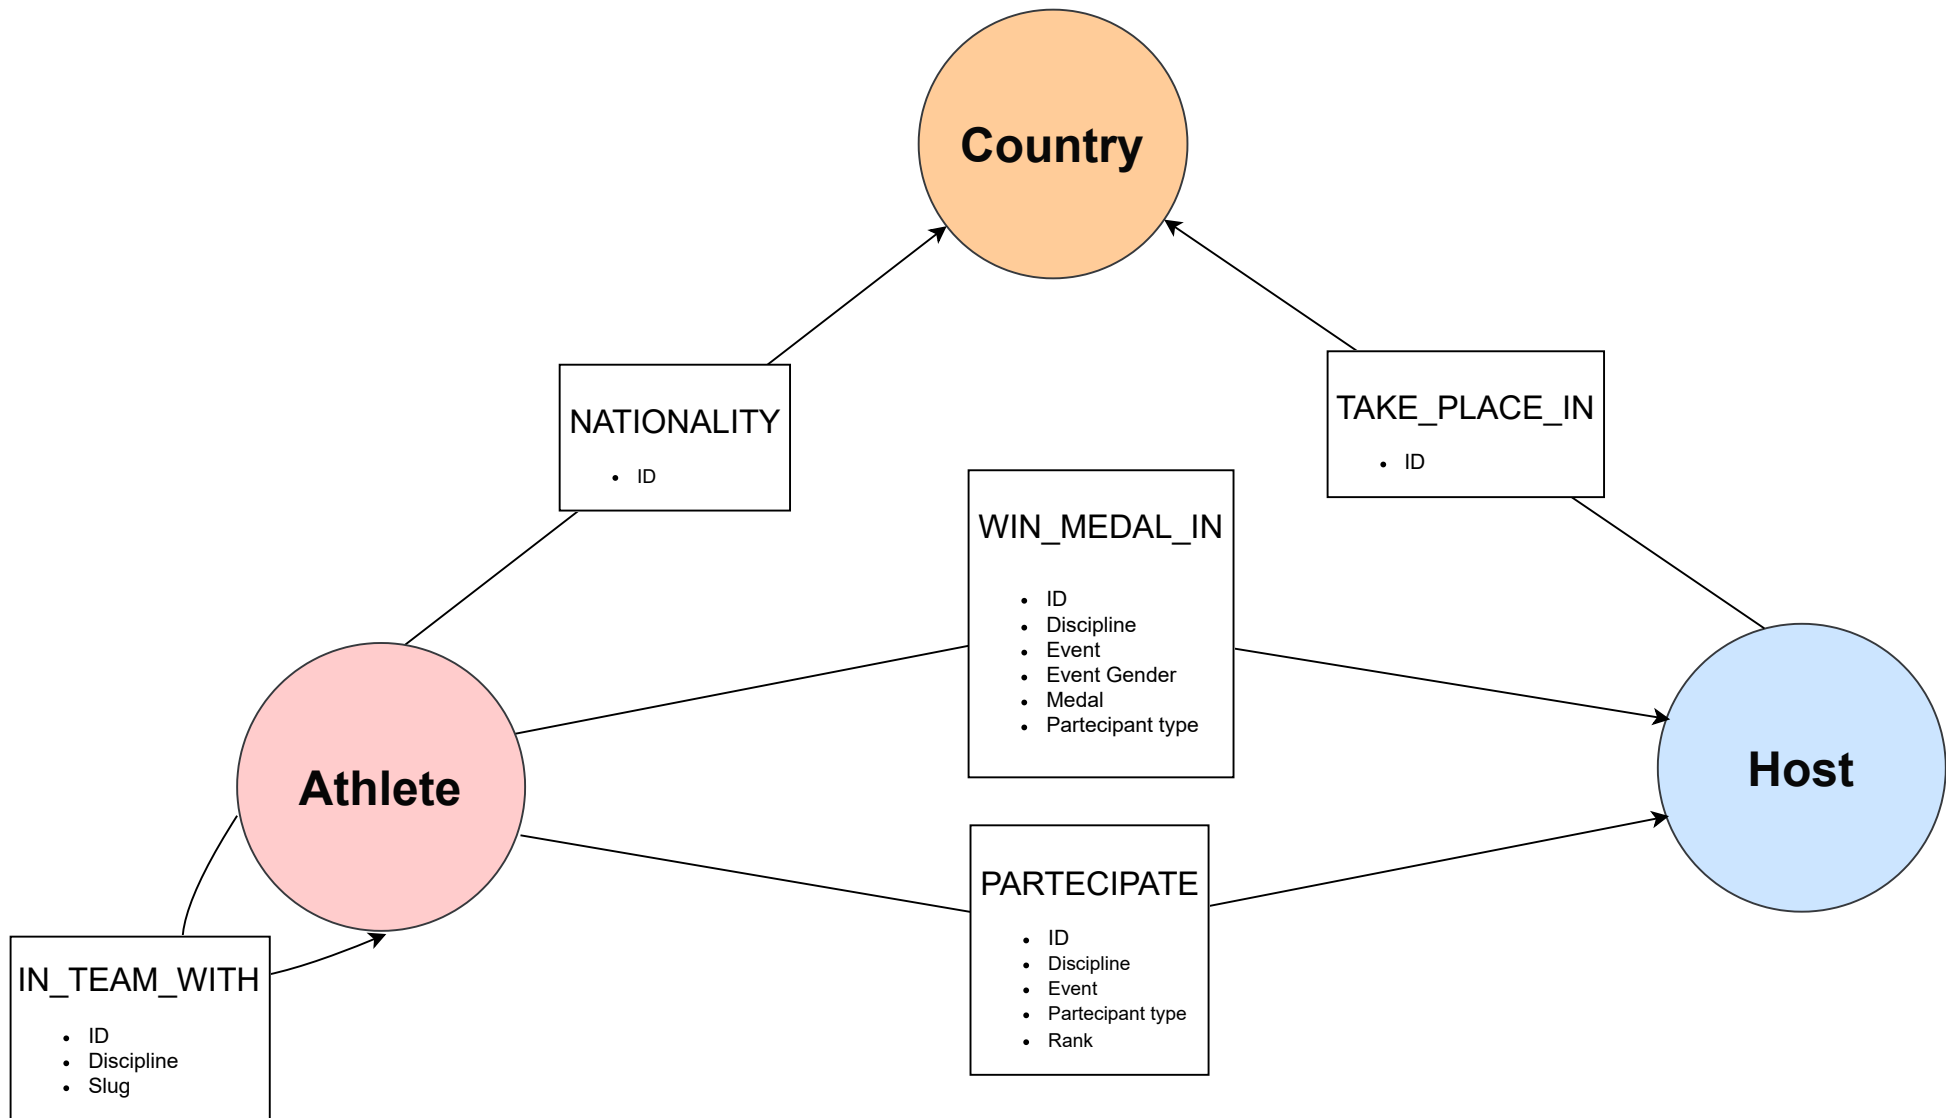 Country
NATIONALITY
• ID
TAKE_PLACE_IN
• ID
WIN_MEDAL_IN
• ID
• Discipline
• Event
• Event Gender
• Medal
• Partecipant type
Athlete
Host
PARTECIPATE
• ID
• Discipline
• Event
• Partecipant type
• Rank
IN_TEAM_WITH
• ID
• Discipline
• Slug